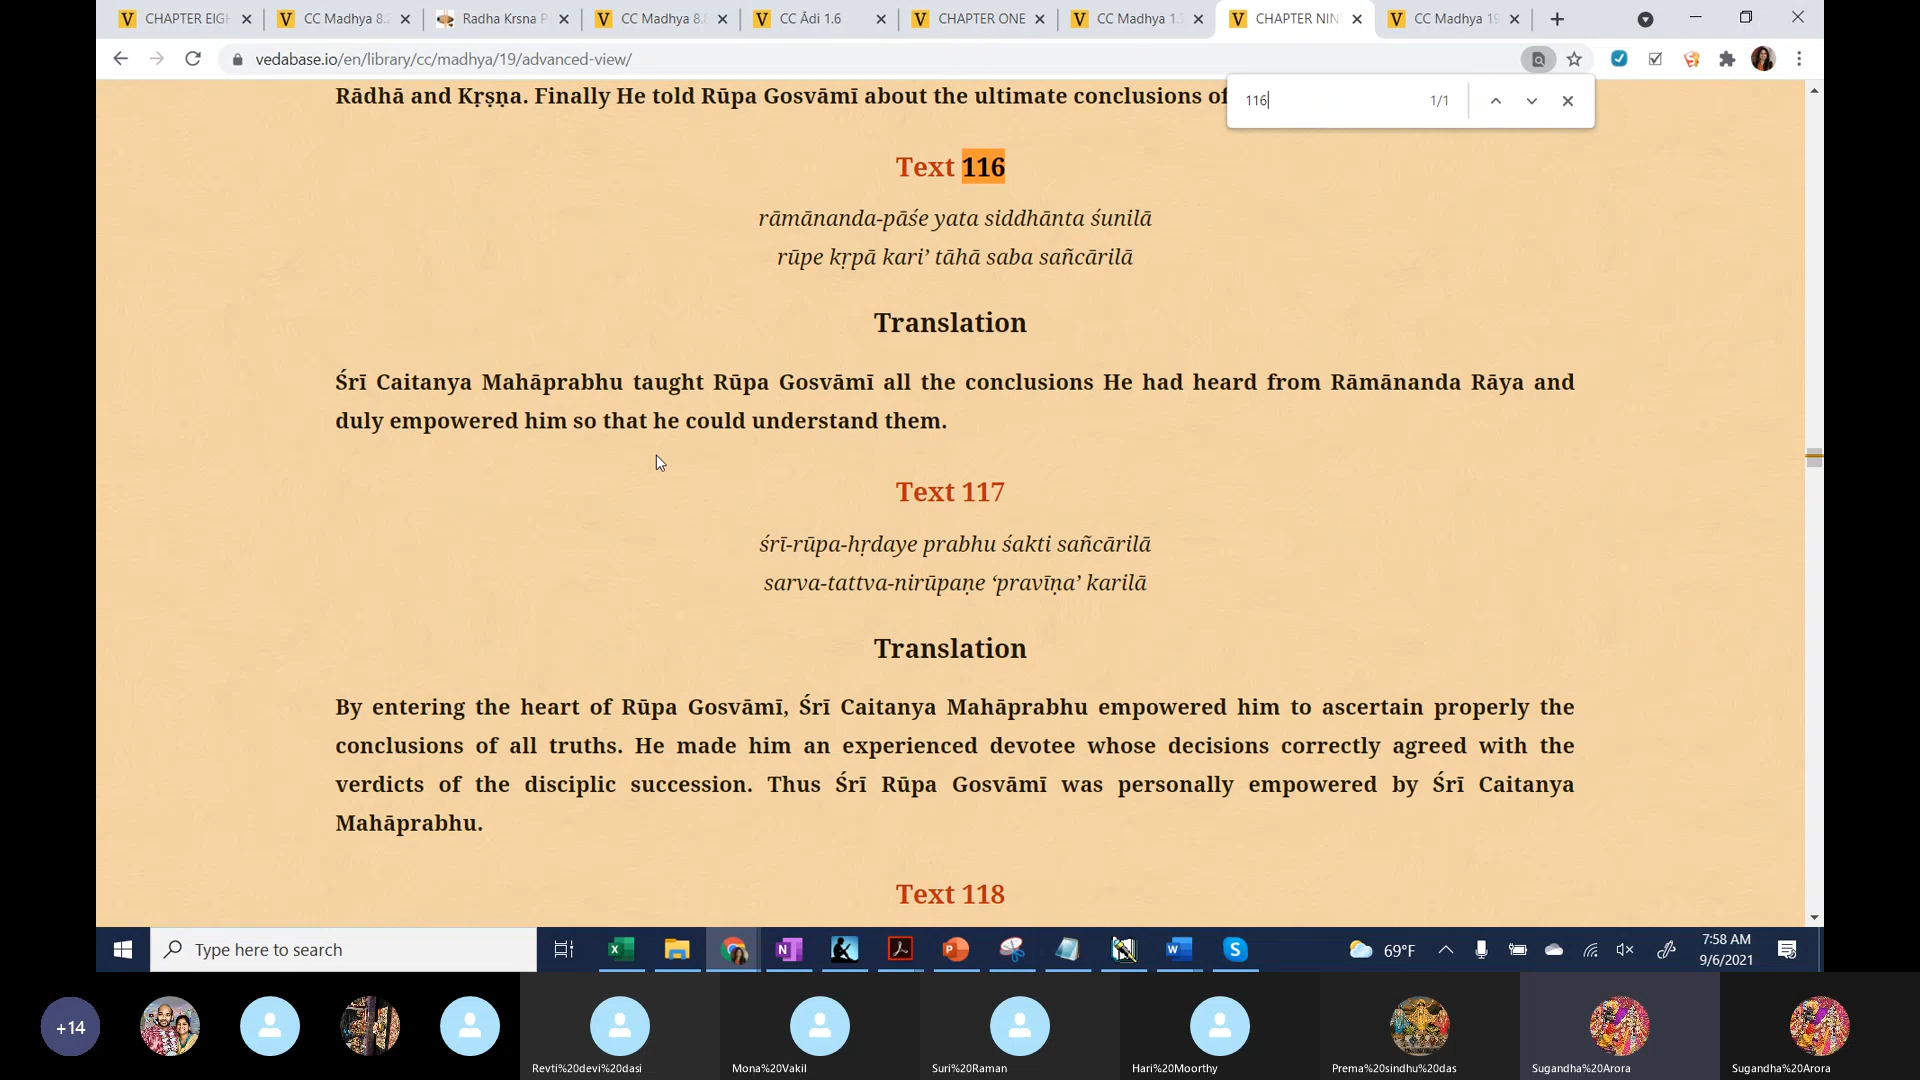 CHAPTER EIGH
CC Madhya 8.2
Radha Krsna P
CC Madhya 8.8
CC Ādi 1.6
CHAPTER ONE
CC Madhya 1.
CHAPTER NIN
CC Madhya 19
vedabase.io/en/library/cc/madhya/19/advanced-view/
116
1/1
Rādhā and Kṛṣṇa. Finally He told Rūpa Gosvāmī about the ultimate conclusions of
Text 116
rāmānanda-pāśe yata siddhānta śunilā
rūpe kṛpā kari’ tāhā saba sañcārilā
Translation
Śrī Caitanya Mahāprabhu taught Rūpa Gosvāmī all the conclusions He had heard from Rāmānanda Rāya and
duly empowered him so that he could understand them.
Text 117
śrī-rūpa-hṛdaye prabhu śakti sañcārilā
sarva-tattva-nirūpaṇe ‘pravīṇa’ karilā
Translation
By entering the heart of Rūpa Gosvāmī, Śrī Caitanya Mahāprabhu empowered him to ascertain properly the
conclusions of all truths. He made him an experienced devotee whose decisions correctly agreed with the
verdicts of the disciplic succession. Thus Śrī Rūpa Gosvāmī was personally empowered by Śrī Caitanya
Mahāprabhu.
Text 118
Type here to search
69°F
7:58 AM
9/6/2021
+14
Revti%20devi%20dasi
Mona%20Vakil
Suri%20Raman
Hari%20Moorthy
Prema%20sindhu%20das
Sugandha%20Arora
Sugandha%20Arora